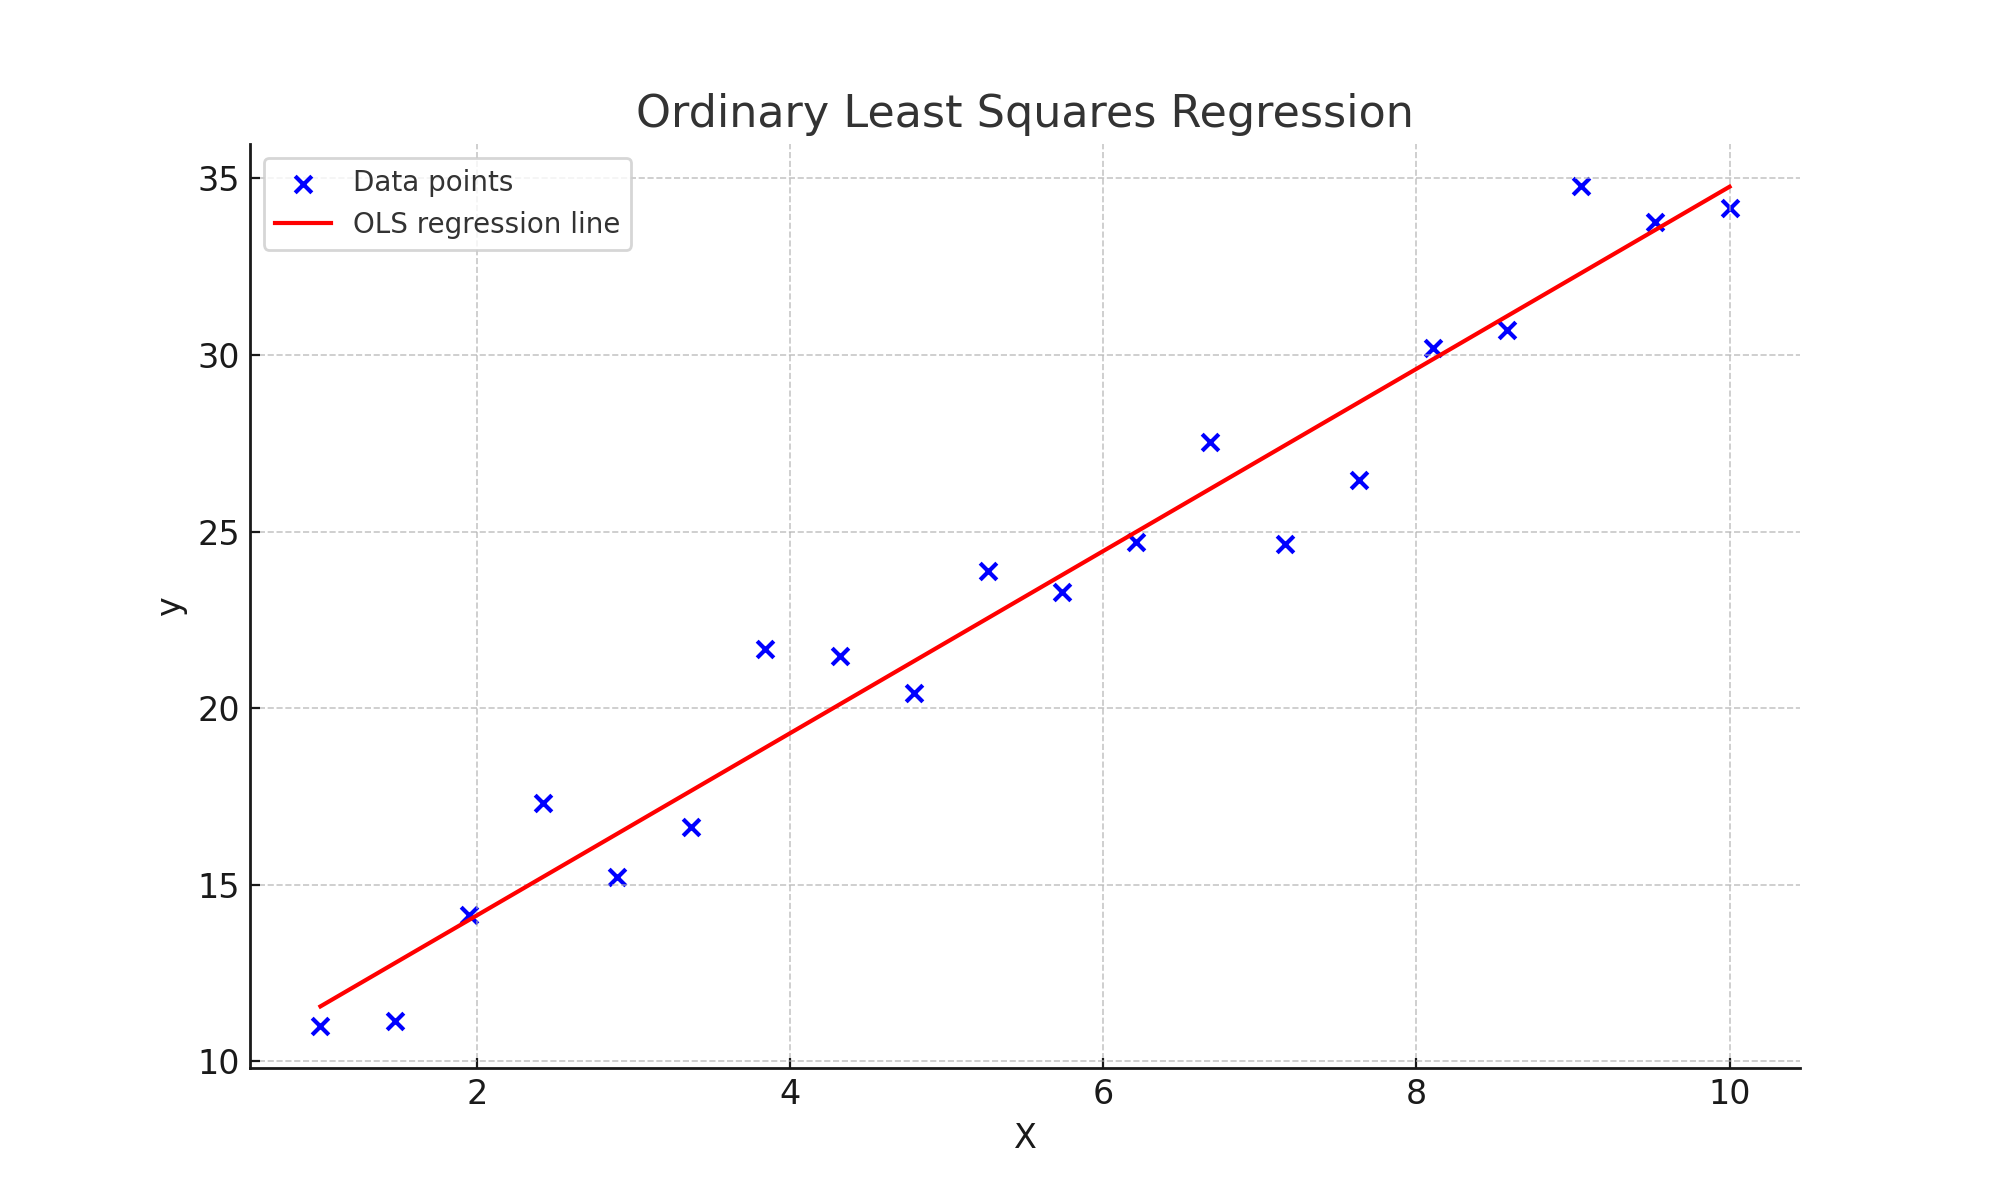 Ordinary Least Squares Regression
Data points
OLS regression line
35
30
25
20
15
10
y
2 4 6 8 10
X